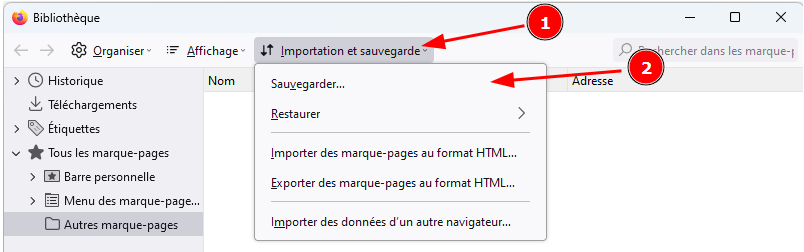 Bibliothèque
1
Organiser
Affichage
Importation et sauvegarde
Rechercher dans les marque-p
2
Historique
Téléchargements
Étiquettes
Tous les marque-pages
Barre personnelle
Menu des marque-page...
Autres marque-pages
Nom
Adresse
Sauvegarder...
Restaurer
Importer des marque-pages au format HTML...
Exporter des marque-pages au format HTML...
Importer des données d'un autre navigateur...